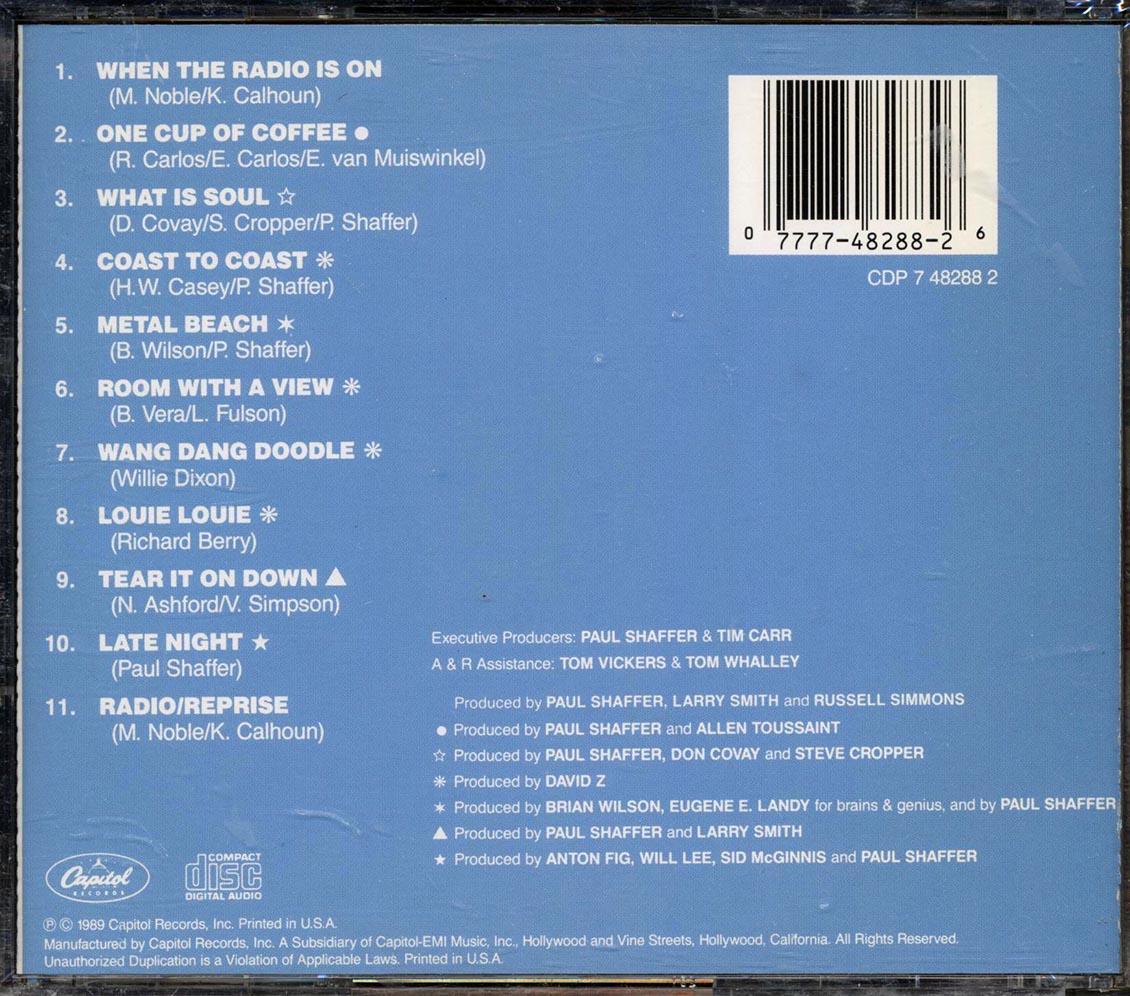 1. WHEN THE RADIO IS ON
(M. Noble/K. Calhoun)
2. ONE CUP OF COFFEE ●
(R. Carlos/E. Carlos/E. van Muiswinkel)
3. WHAT IS SOUL ☆
(D. Covay/S. Cropper/P. Shaffer)
4. COAST TO COAST ❊
(H.W. Casey/P. Shaffer)
5. METAL BEACH ✶
(B. Wilson/P. Shaffer)
6. ROOM WITH A VIEW ❊
(B. Vera/L. Fulson)
7. WANG DANG DOODLE ❊
(Willie Dixon)
8. LOUIE LOUIE ❊
(Richard Berry)
9. TEAR IT ON DOWN ▲
(N. Ashford/V. Simpson)
10. LATE NIGHT ★
(Paul Shaffer)
11. RADIO/REPRISE
(M. Noble/K. Calhoun)
0 7777-48288-2 6
CDP 7 48288 2
Executive Producers: PAUL SHAFFER & TIM CARR
A & R Assistance: TOM VICKERS & TOM WHALLEY
Produced by PAUL SHAFFER, LARRY SMITH and RUSSELL SIMMONS
● Produced by PAUL SHAFFER and ALLEN TOUSSAINT
☆ Produced by PAUL SHAFFER, DON COVAY and STEVE CROPPER
❊ Produced by DAVID Z
✶ Produced by BRIAN WILSON, EUGENE E. LANDY for brains & genius, and by PAUL SHAFFER
▲ Produced by PAUL SHAFFER and LARRY SMITH
★ Produced by ANTON FIG, WILL LEE, SID McGINNIS and PAUL SHAFFER
Capitol
RECORDS
COMPACT
disc
DIGITAL AUDIO
℗ © 1989 Capitol Records, Inc. Printed in U.S.A.
Manufactured by Capitol Records, Inc. A Subsidiary of Capitol-EMI Music, Inc., Hollywood and Vine Streets, Hollywood, California. All Rights Reserved.
Unauthorized Duplication is a Violation of Applicable Laws. Printed in U.S.A.